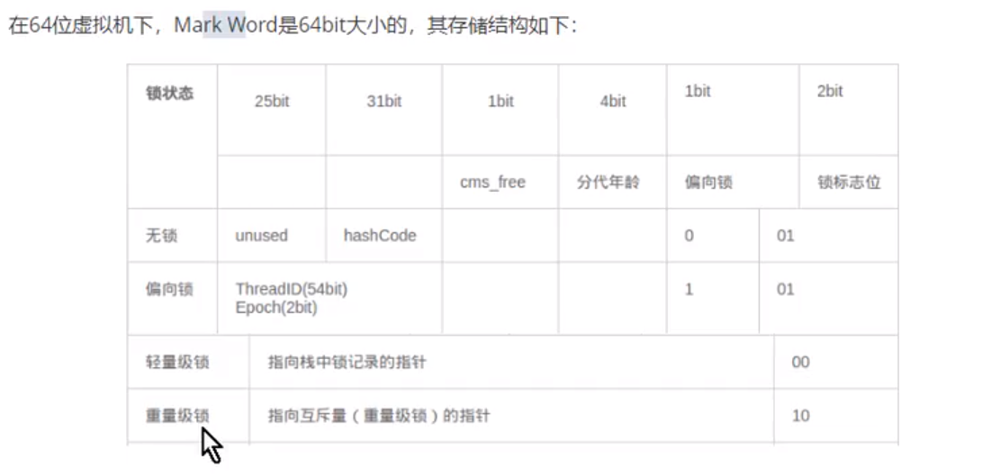 在64位虚拟机下，Mark Word是64bit大小的，其存储结构如下：
锁状态 25bit 31bit 1bit 4bit 1bit 2bit
cms_free 分代年龄 偏向锁 锁标志位
无锁 unused hashCode 0 01
偏向锁 ThreadID(54bit) 1 01
Epoch(2bit)
轻量级锁 指向栈中锁记录的指针 00
重量级锁 指向互斥量（重量级锁）的指针 10